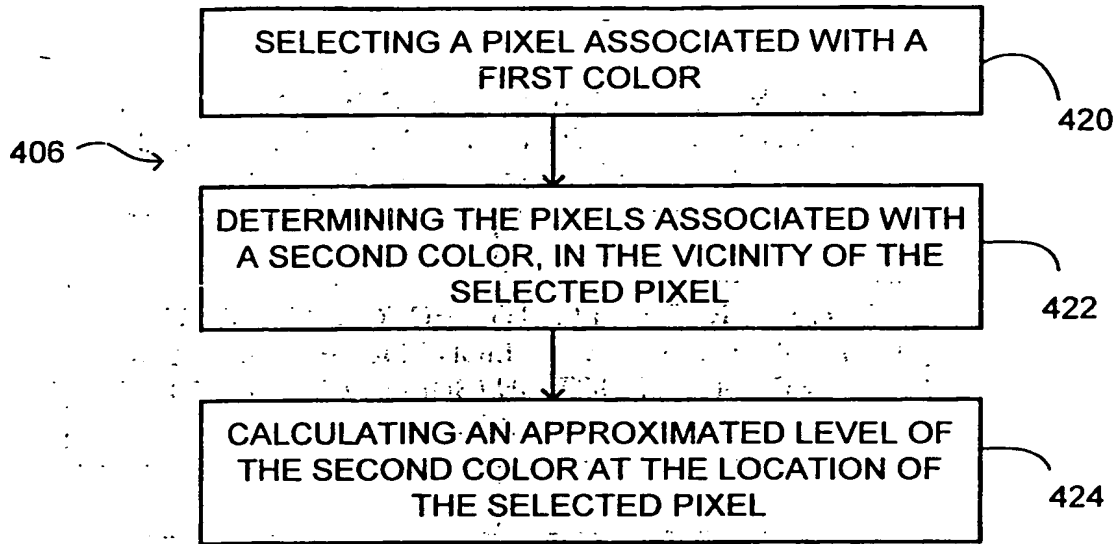 SELECTING A PIXEL ASSOCIATED WITH A
FIRST COLOR
420
406
DETERMINING THE PIXELS ASSOCIATED WITH
A SECOND COLOR, IN THE VICINITY OF THE
SELECTED PIXEL
422
CALCULATING AN APPROXIMATED LEVEL OF
THE SECOND COLOR AT THE LOCATION OF
THE SELECTED PIXEL
424